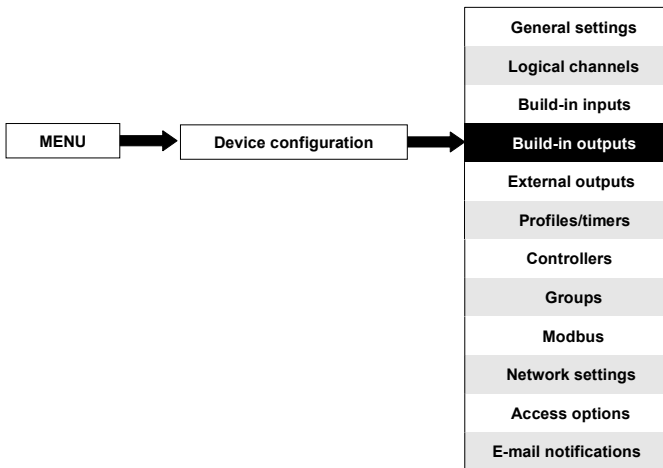 General settings
Logical channels
Build-in inputs
MENU
Device configuration
Build-in outputs
External outputs
Profiles/timers
Controllers
Groups
Modbus
Network settings
Access options
E-mail notifications